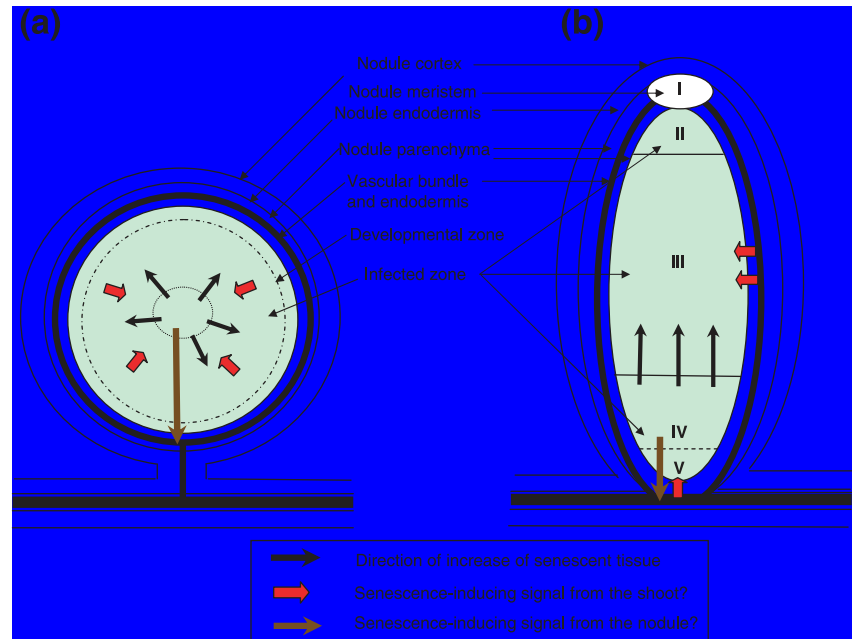 (a)
(b)
Nodule cortex
Nodule meristem
Nodule endodermis
Nodule parenchyma
Vascular bundle
and endodermis
Developmental zone
Infected zone
I
II
III
IV
V
Direction of increase of senescent tissue
Senescence-inducing signal from the shoot?
Senescence-inducing signal from the nodule?